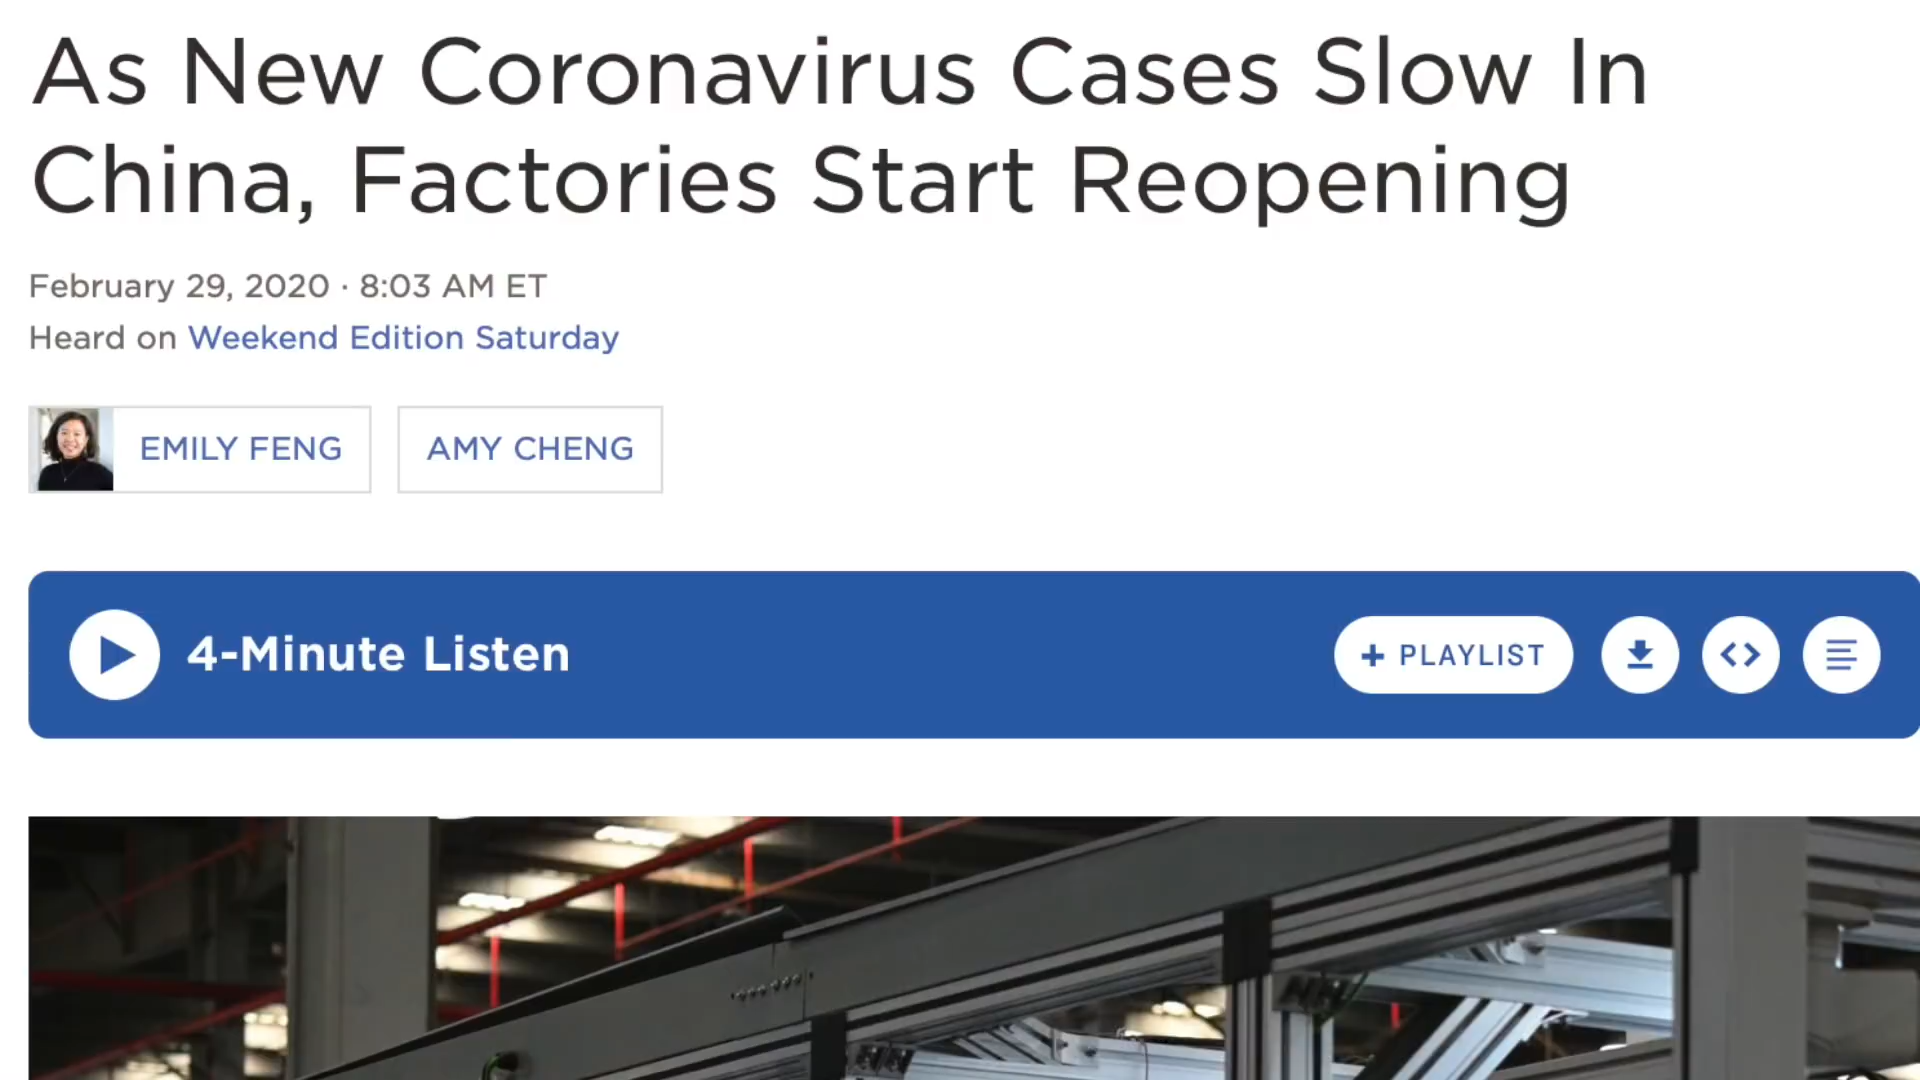 As New Coronavirus Cases Slow In
China, Factories Start Reopening
February 29, 2020 · 8:03 AM ET
Heard on Weekend Edition Saturday
EMILY FENG
AMY CHENG
4-Minute Listen
+ PLAYLIST